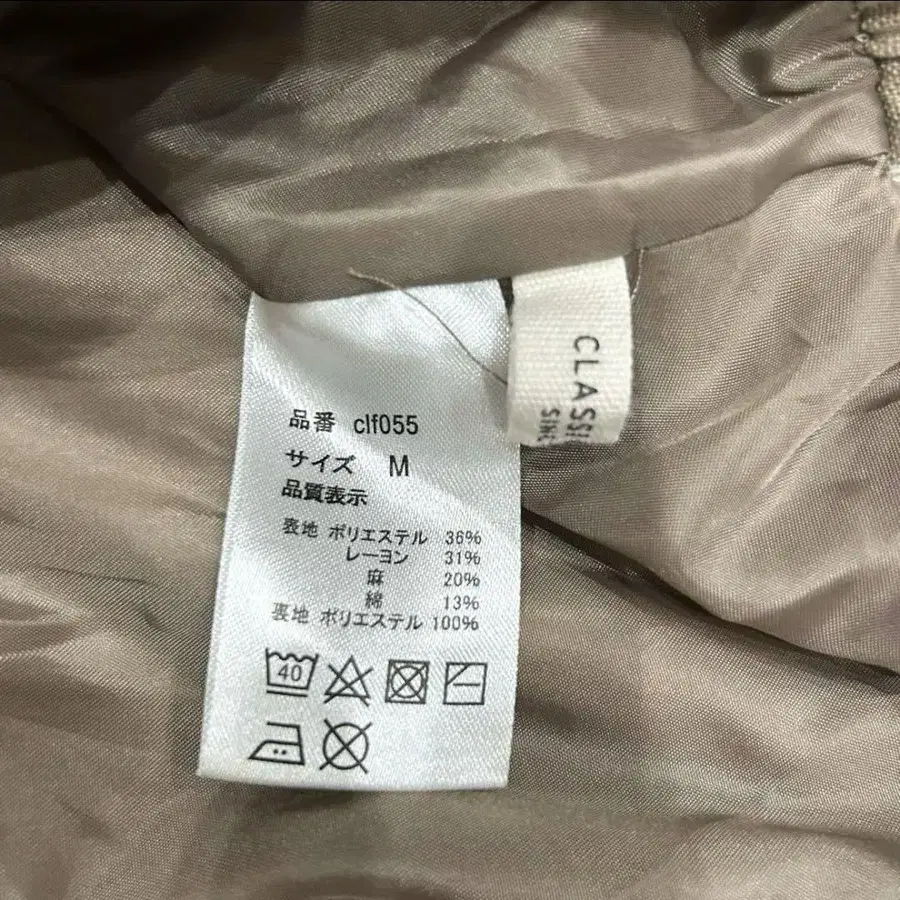 品番 clf055
サイズ M
品質表示
表地 ポリエステル 36%
レーヨン 31%
麻 20%
綿 13%
裏地 ポリエステル 100%
40
CLASSI